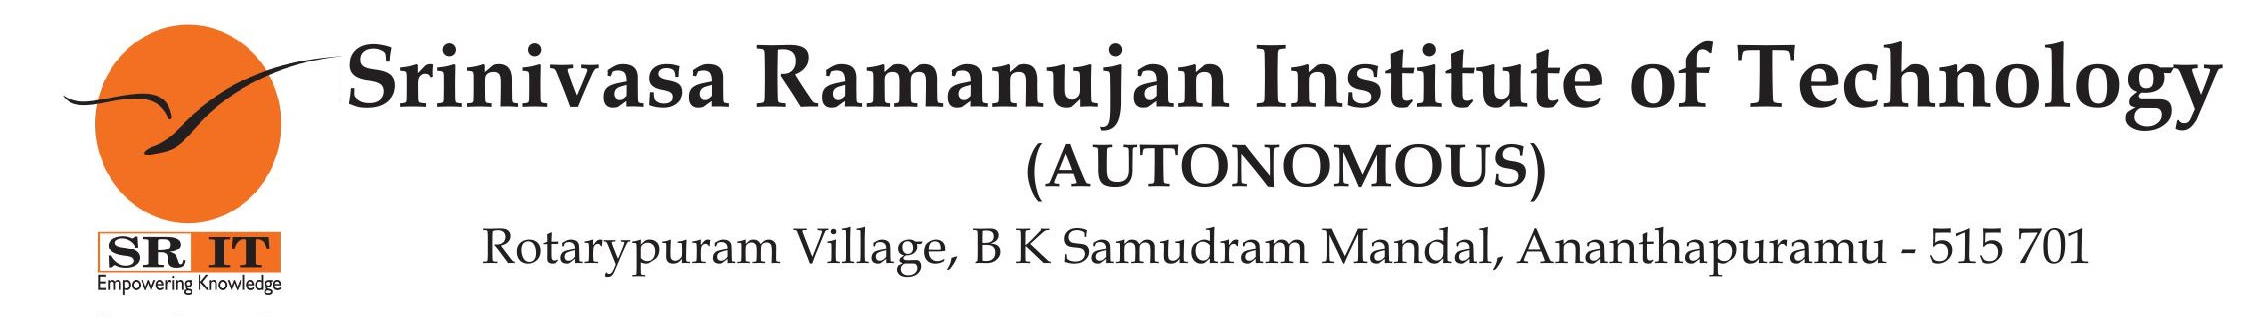 Srinivasa Ramanujan Institute of Technology
(AUTONOMOUS)
Rotarypuram Village, B K Samudram Mandal, Ananthapuramu - 515 701
SR IT
Empowering Knowledge